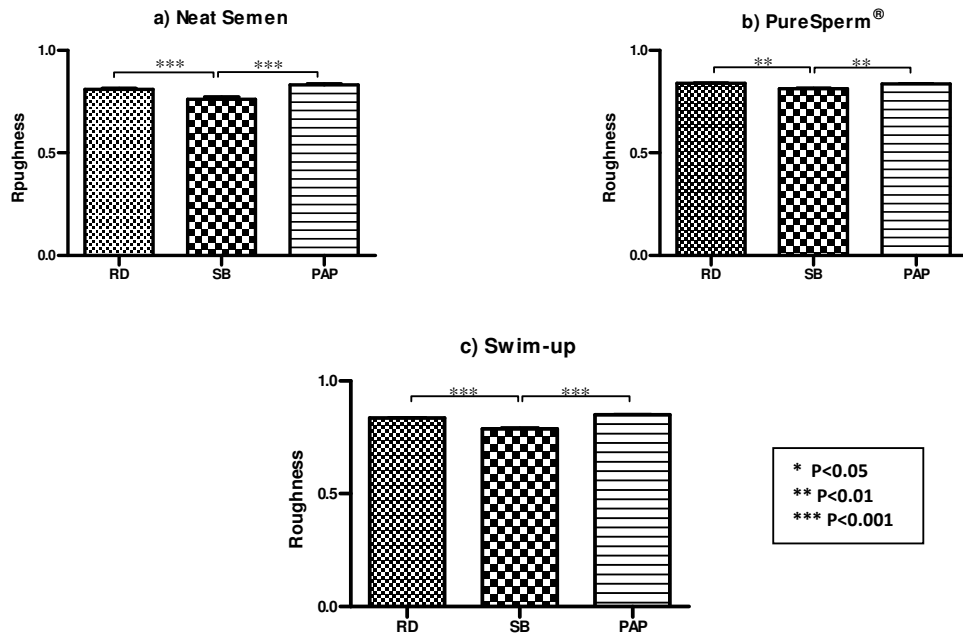 a) Neat Semen
1.0
*** ***
0.5
0.0
Rpughness
RD SB PAP
b) PureSperm®
1.0
** **
0.5
0.0
Roughness
RD SB PAP
c) Swim-up
1.0
*** ***
0.5
0.0
Roughness
RD SB PAP
* P<0.05
** P<0.01
*** P<0.001